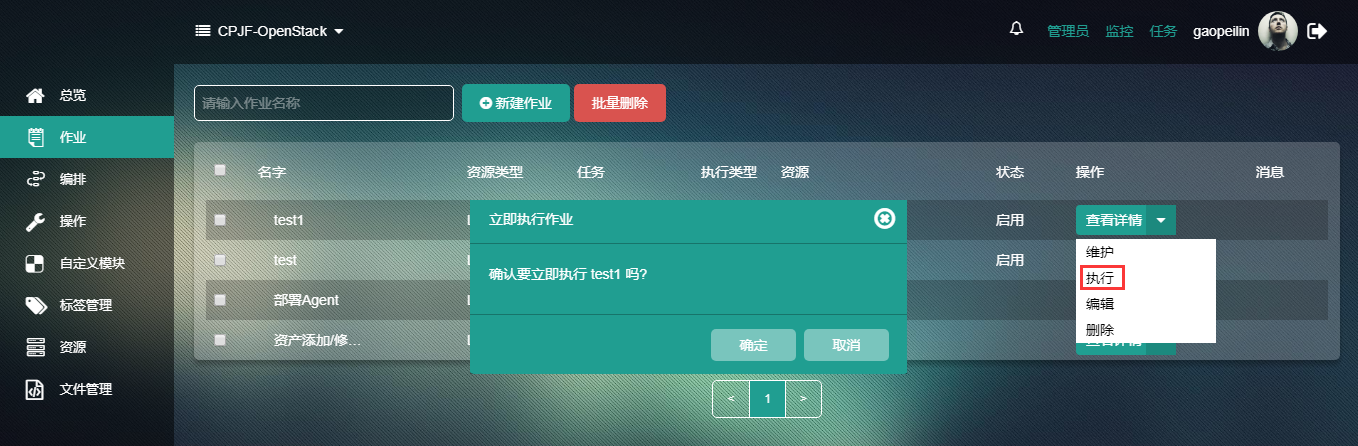 CPJF-OpenStack
管理员 监控 任务 gaopeilin
总览
作业
编排
操作
自定义模块
标签管理
资源
文件管理
请输入作业名称 新建作业 批量删除
名字 资源类型 任务 执行类型 资源 状态 操作 消息
test1 启用 查看详情
test 启用
部署Agent
资产添加/修...
立即执行作业
确认要立即执行 test1 吗?
确定 取消
维护
执行
编辑
删除
< 1 >